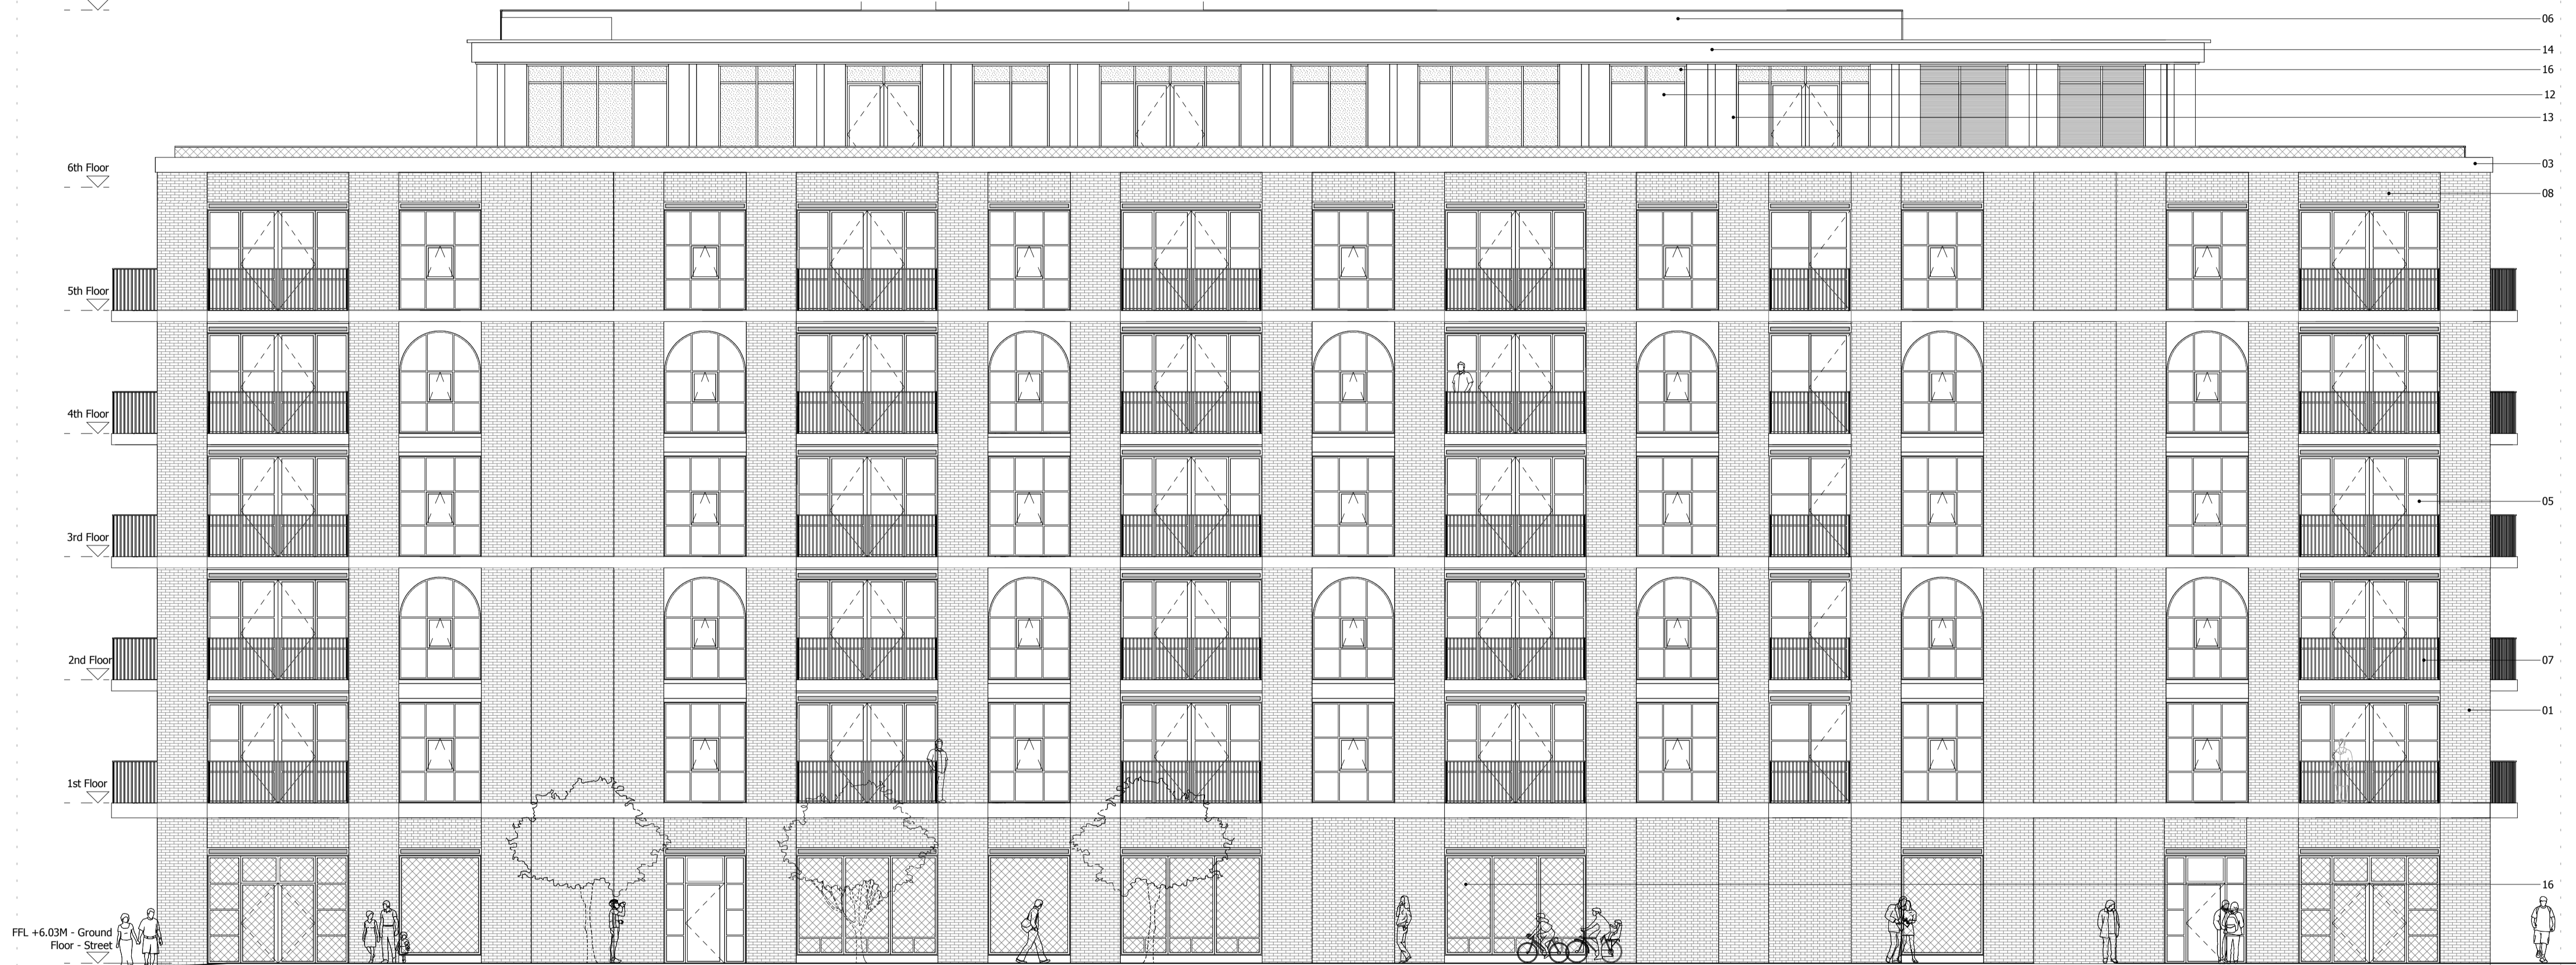 06
14
16
12
13
03
6th Floor
08
5th Floor
4th Floor
05
3rd Floor
2nd Floor
07
01
1st Floor
16
FFL +6.03M - Ground
Floor - Street